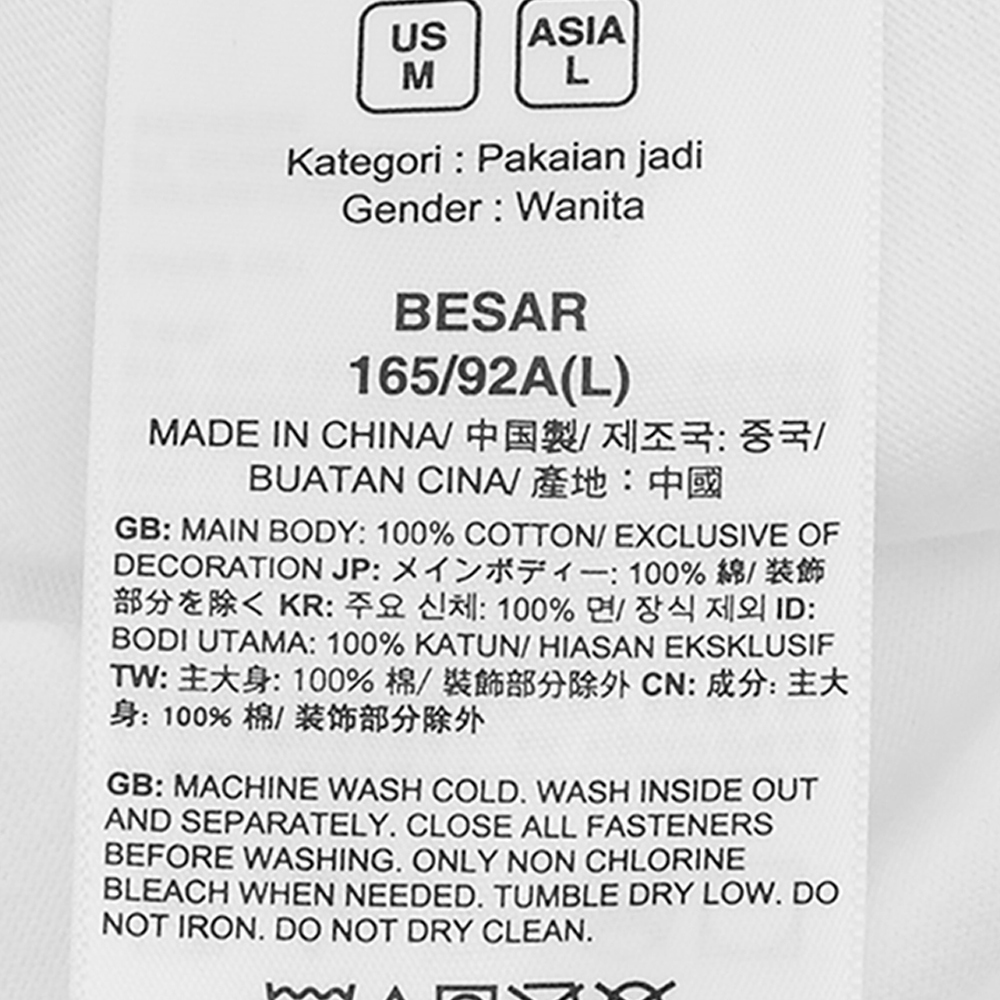 US
M
ASIA
L
Kategori : Pakaian jadi
Gender : Wanita
BESAR
165/92A(L)
MADE IN CHINA/ 中国製/ 제조국: 중국/
BUATAN CINA/ 產地：中國
GB: MAIN BODY: 100% COTTON/ EXCLUSIVE OF
DECORATION JP: メインボディー: 100% 綿/ 装飾
部分を除く KR: 주요 신체: 100% 면/ 장식 제외 ID:
BODI UTAMA: 100% KATUN/ HIASAN EKSKLUSIF
TW: 主大身: 100% 棉/ 裝飾部分除外 CN: 成分: 主大
身: 100% 棉/ 装饰部分除外
GB: MACHINE WASH COLD. WASH INSIDE OUT
AND SEPARATELY. CLOSE ALL FASTENERS
BEFORE WASHING. ONLY NON CHLORINE
BLEACH WHEN NEEDED. TUMBLE DRY LOW. DO
NOT IRON. DO NOT DRY CLEAN.